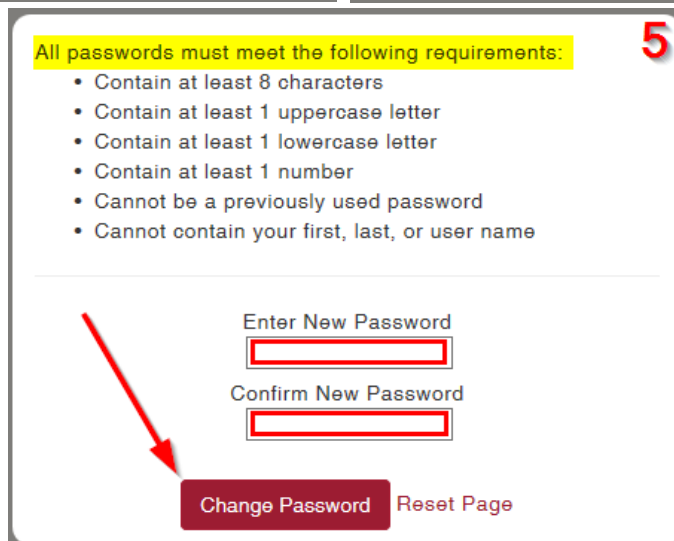 5
All passwords must meet the following requirements:
• Contain at least 8 characters
• Contain at least 1 uppercase letter
• Contain at least 1 lowercase letter
• Contain at least 1 number
• Cannot be a previously used password
• Cannot contain your first, last, or user name
Enter New Password
Confirm New Password
Change Password Reset Page